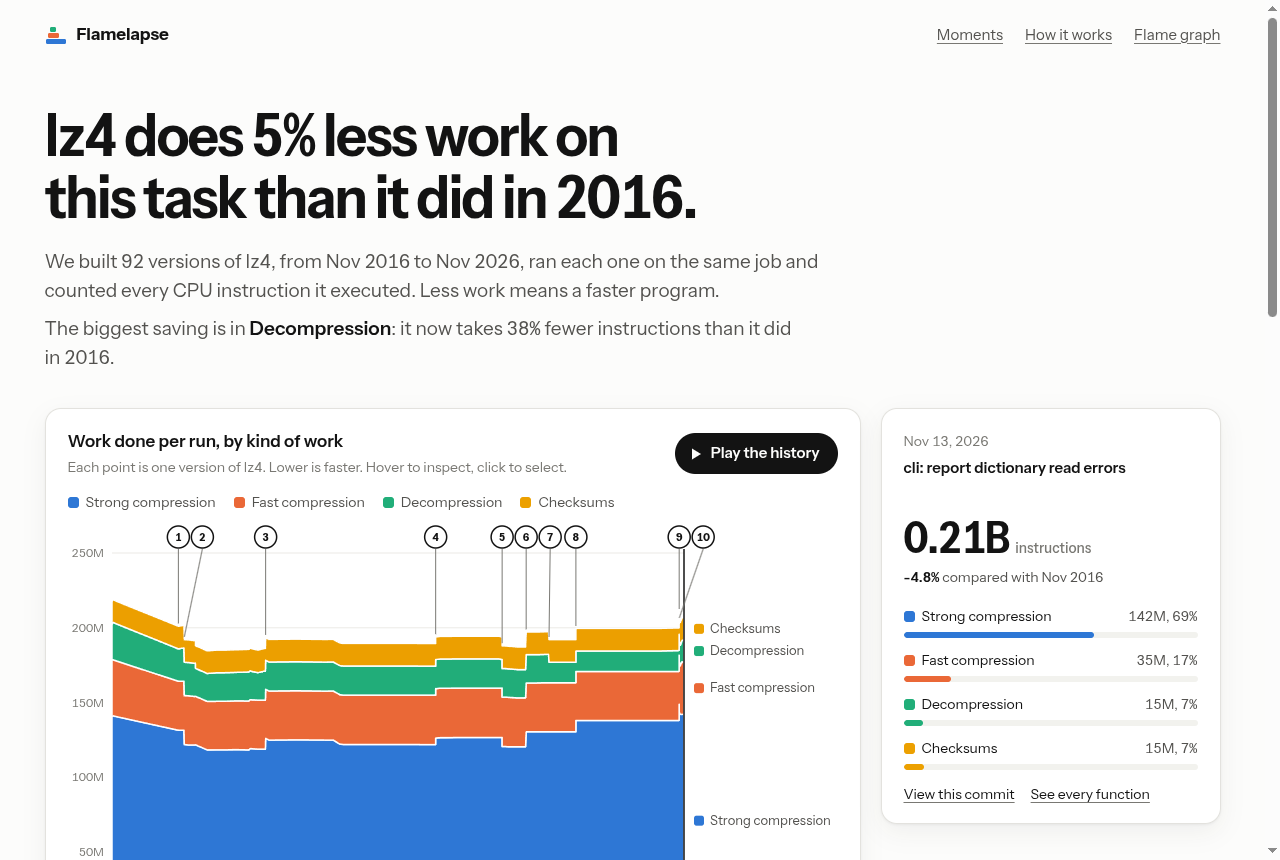 Flamelapse
Moments
How it works
Flame graph
lz4 does 5% less work on
this task than it did in 2016.
We built 92 versions of lz4, from Nov 2016 to Nov 2026, ran each one on the same job and
counted every CPU instruction it executed. Less work means a faster program.
The biggest saving is in Decompression: it now takes 38% fewer instructions than it did
in 2016.
Work done per run, by kind of work
Each point is one version of lz4. Lower is faster. Hover to inspect, click to select.
Play the history
Strong compression
Fast compression
Decompression
Checksums
1
2
3
4
5
6
7
8
9
10
250M
200M
150M
100M
50M
Checksums
Decompression
Fast compression
Strong compression
Nov 13, 2026
cli: report dictionary read errors
0.21B instructions
-4.8% compared with Nov 2016
Strong compression 142M, 69%
Fast compression 35M, 17%
Decompression 15M, 7%
Checksums 15M, 7%
View this commit
See every function